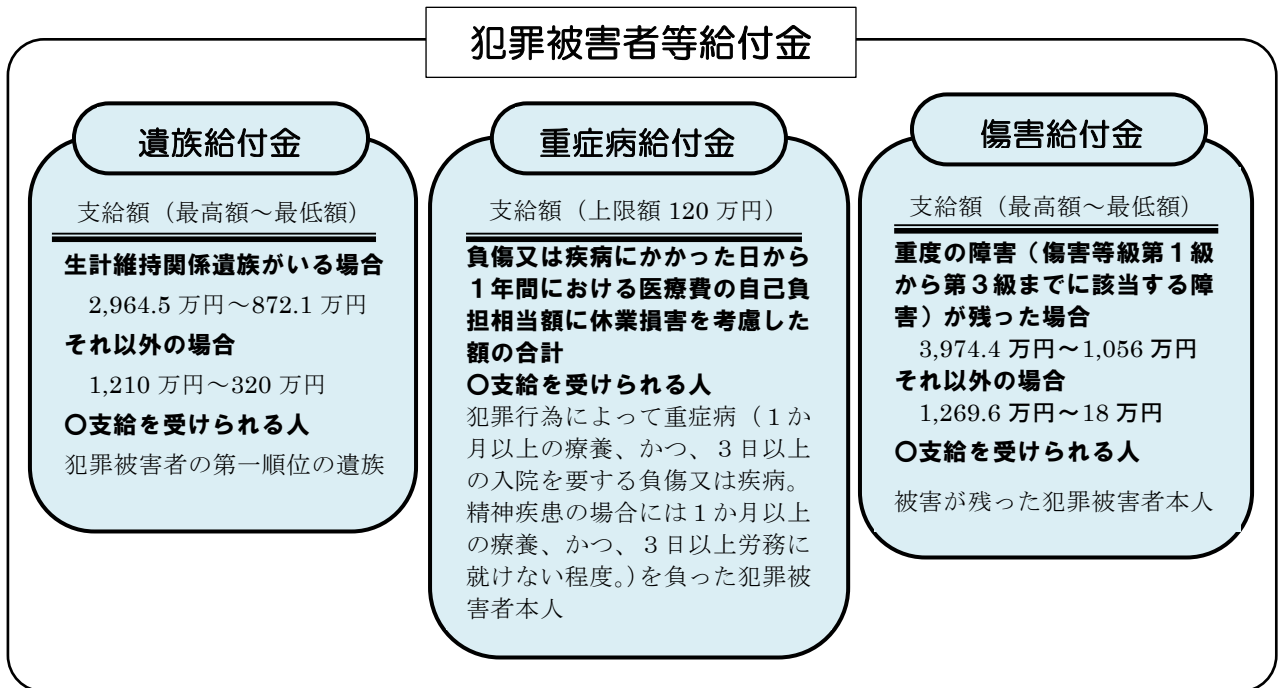 犯罪被害者等給付金
遺族給付金
支給額（最高額～最低額）
生計維持関係遺族がいる場合
2,964.5 万円～872.1 万円
それ以外の場合
1,210 万円～320 万円
○支給を受けられる人
犯罪被害者の第一順位の遺族
重症病給付金
支給額（上限額 120 万円）
負傷又は疾病にかかった日から
１年間における医療費の自己負
担相当額に休業損害を考慮した
額の合計
○支給を受けられる人
犯罪行為によって重症病（１か
月以上の療養、かつ、３日以上
の入院を要する負傷又は疾病。
精神疾患の場合には１か月以上
の療養、かつ、３日以上労務に
就けない程度。）を負った犯罪被
害者本人
傷害給付金
支給額（最高額～最低額）
重度の障害（傷害等級第１級
から第３級までに該当する障
害）が残った場合
3,974.4 万円～1,056 万円
それ以外の場合
1,269.6 万円～18 万円
○支給を受けられる人
被害が残った犯罪被害者本人